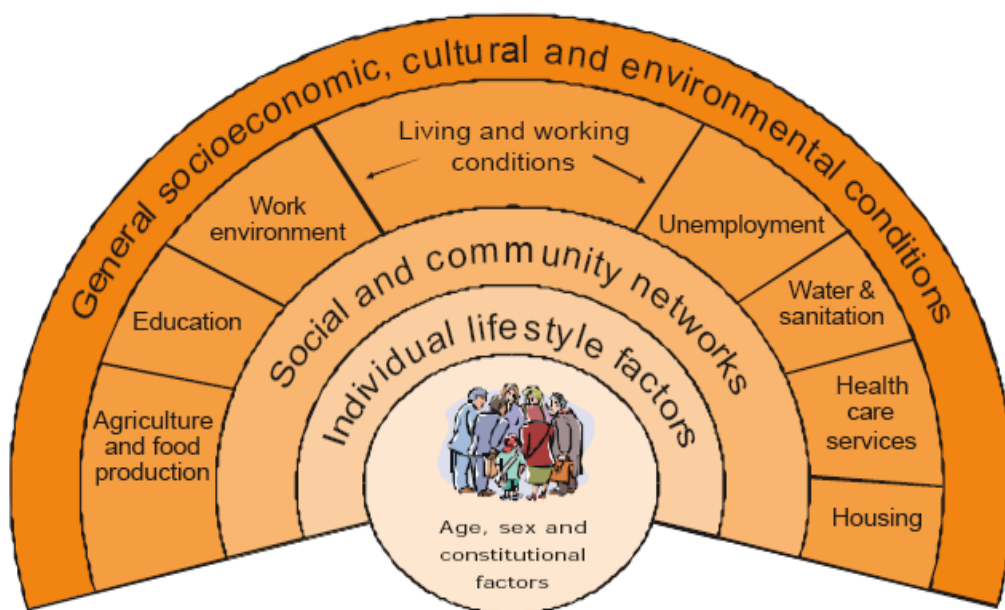 General socioeconomic, cultural and environmental conditions
Living and working
conditions
Work
environment
Unemployment
Education
Water &
sanitation
Agriculture
and food
production
Health
care
services
Housing
Social and community networks
Individual lifestyle factors
Age, sex and
constitutional
factors